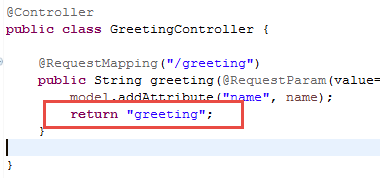 @Controller
public class GreetingController {
@RequestMapping("/greeting")
public String greeting(@RequestParam(value=
model.addAttribute("name", name);
return "greeting";
}
}